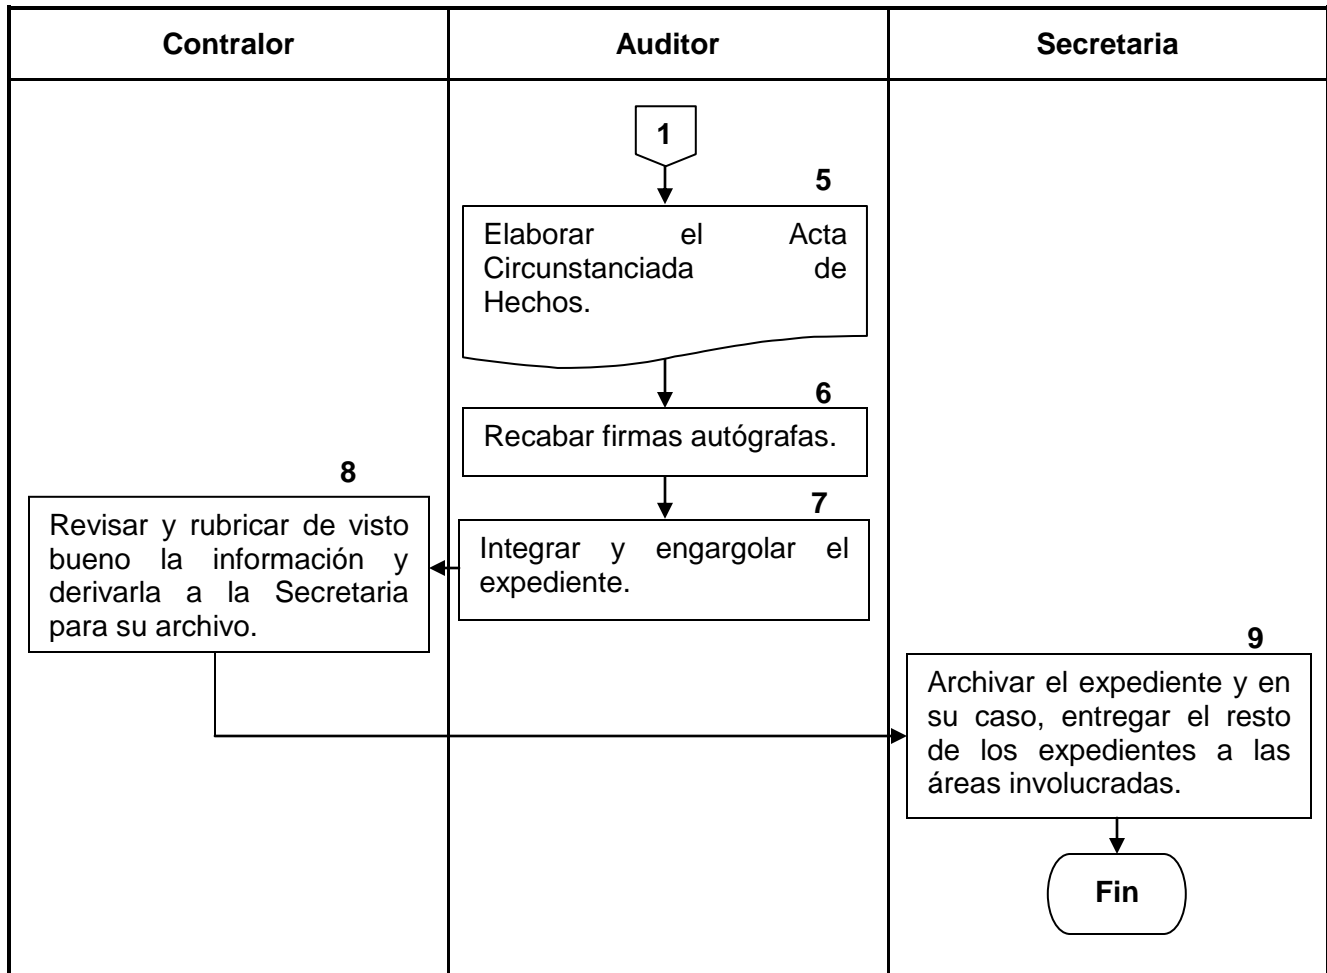 Contralor
Auditor
Secretaria
1
5
Elaborar el Acta
Circunstanciada de
Hechos.
6
Recabar firmas autógrafas.
7
Integrar y engargolar el
expediente.
8
Revisar y rubricar de visto
bueno la información y
derivarla a la Secretaria
para su archivo.
9
Archivar el expediente y en
su caso, entregar el resto
de los expedientes a las
áreas involucradas.
Fin